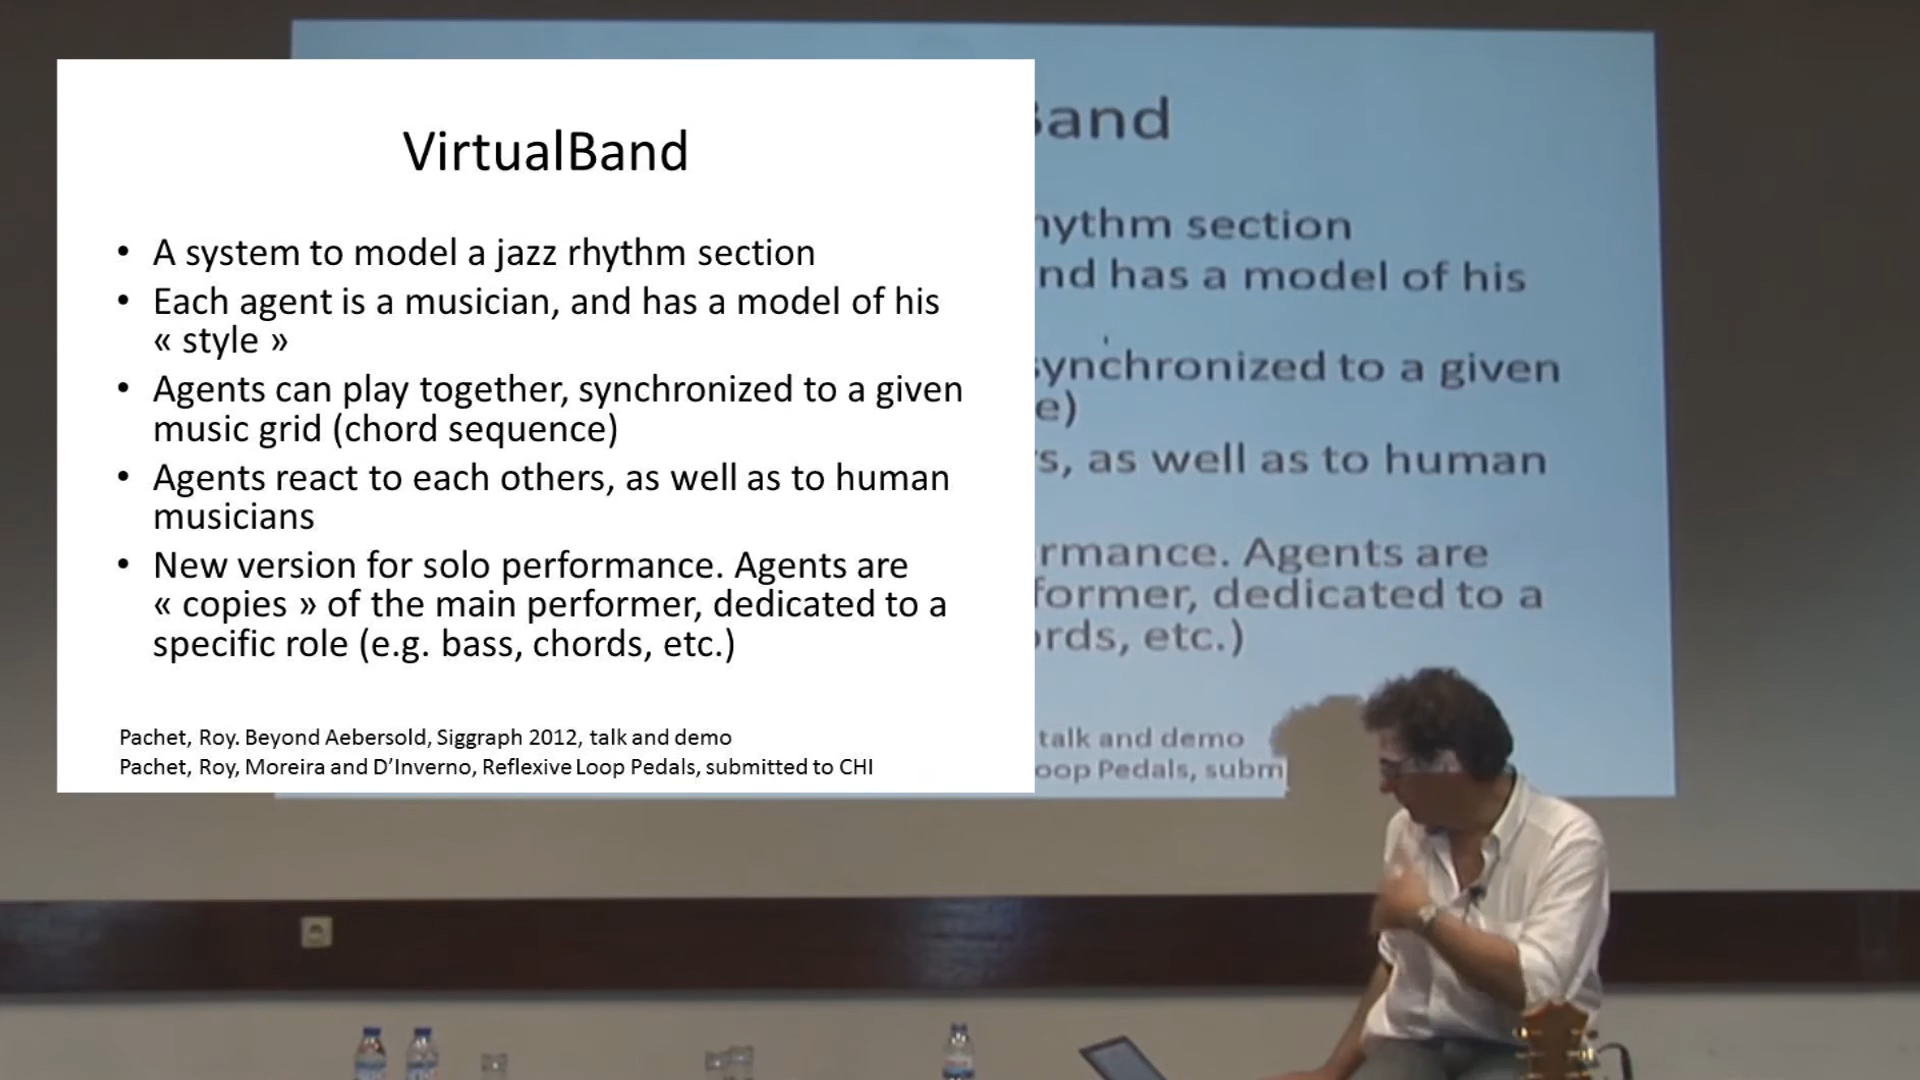 VirtualBand
• A system to model a jazz rhythm section
• Each agent is a musician, and has a model of his
« style »
• Agents can play together, synchronized to a given
music grid (chord sequence)
• Agents react to each others, as well as to human
musicians
• New version for solo performance. Agents are
« copies » of the main performer, dedicated to a
specific role (e.g. bass, chords, etc.)
Pachet, Roy. Beyond Aebersold, Siggraph 2012, talk and demo
Pachet, Roy, Moreira and D’Inverno, Reflexive Loop Pedals, submitted to CHI
Band
hythm section
nd has a model of his
synchronized to a given
e)
s, as well as to human
rmance. Agents are
former, dedicated to a
ords, etc.)
talk and demo
oop Pedals, subm